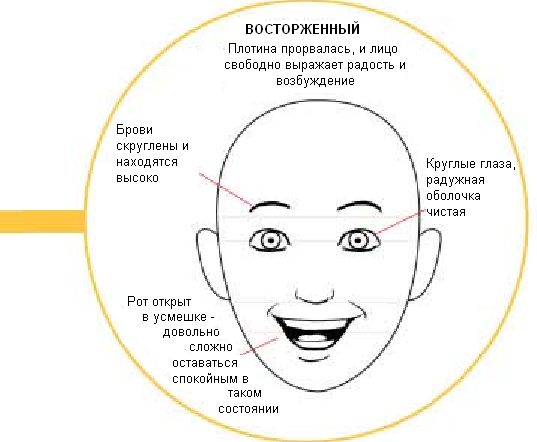 ВОСТОРЖЕННЫЙ
Плотина прорвалась, и лицо
свободно выражает радость и
возбуждение
Брови
скруглены и
находятся
высоко
Круглые глаза,
радужная
оболочка
чистая
Рот открыт
в усмешке -
довольно
сложно
оставаться
спокойным в
таком
состоянии